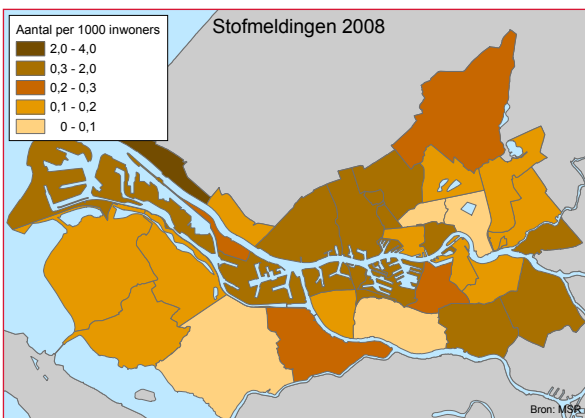 Stofmeldingen 2008
Aantal per 1000 inwoners
2,0 - 4,0
0,3 - 2,0
0,2 - 0,3
0,1 - 0,2
0 - 0,1
Bron: MSR